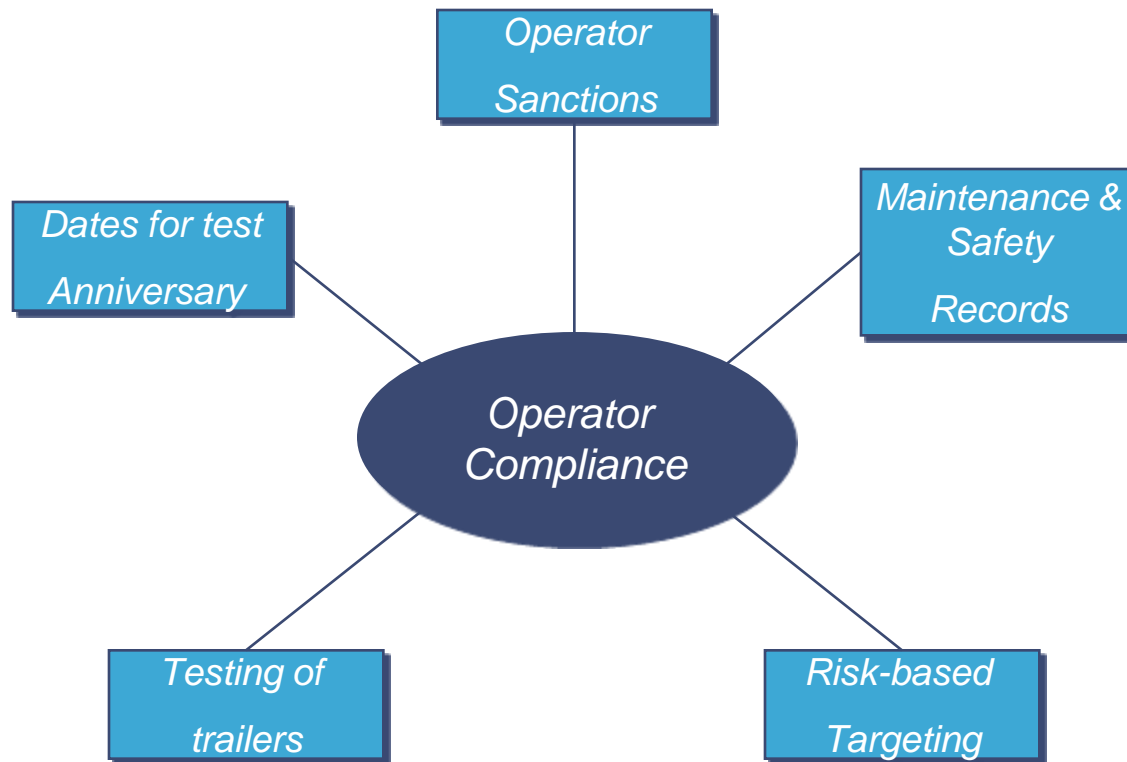 Operator
Sanctions
Dates for test
Anniversary
Maintenance &
Safety
Records
Operator
Compliance
Testing of
trailers
Risk-based
Targeting